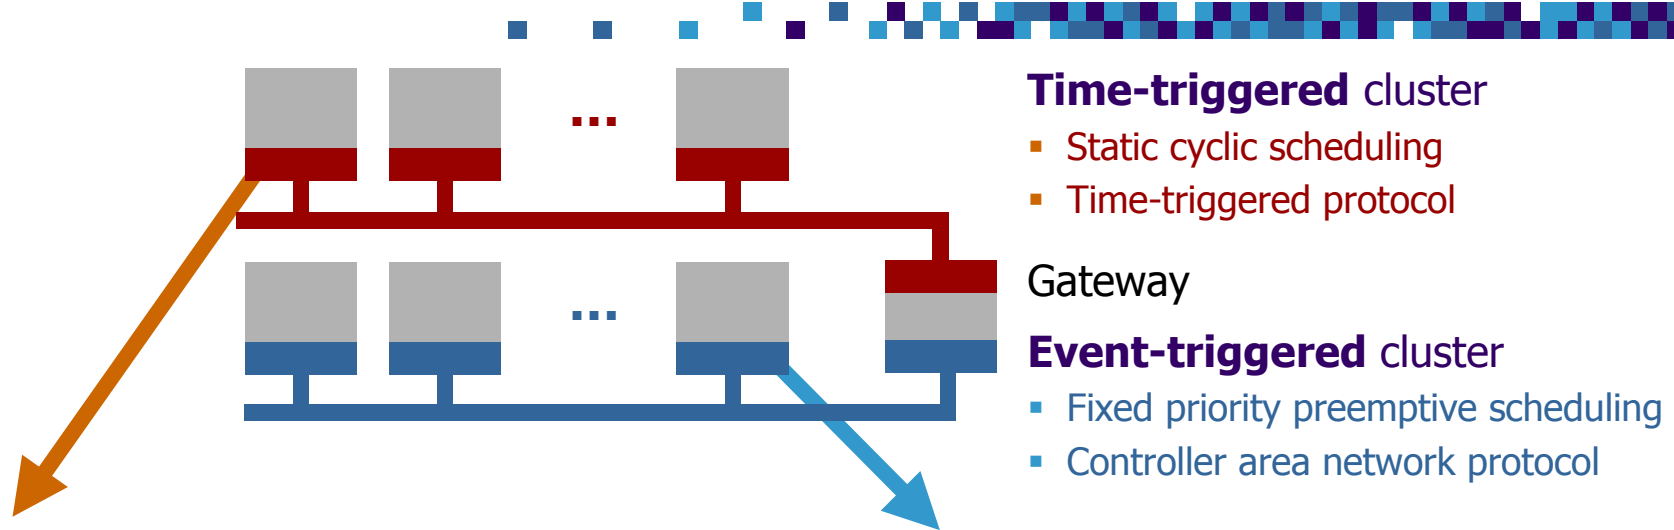 Time-triggered cluster
▪ Static cyclic scheduling
▪ Time-triggered protocol
...
Gateway
...
Event-triggered cluster
▪ Fixed priority preemptive scheduling
▪ Controller area network protocol